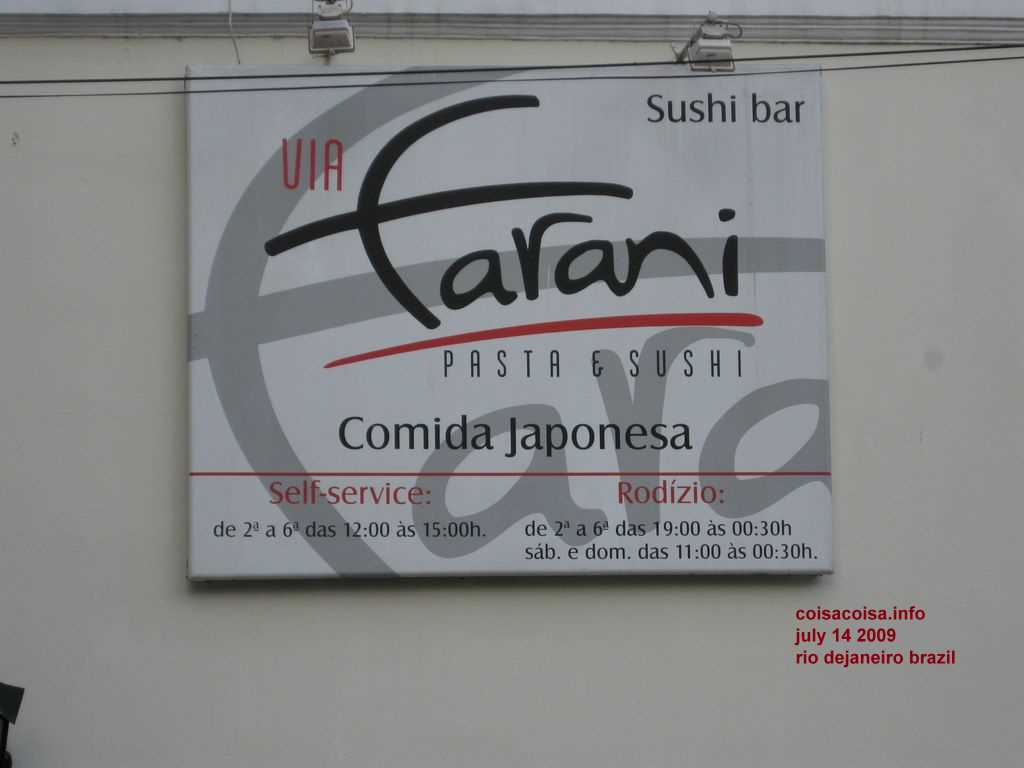 Sushi bar
VIA
Farani
PASTA & SUSHI
Comida Japonesa
Self-service:
de 2ª a 6ª das 12:00 às 15:00h.
Rodízio:
de 2ª a 6ª das 19:00 às 00:30h
sáb. e dom. das 11:00 às 00:30h.
coisacoisa.info
july 14 2009
rio dejaneiro brazil